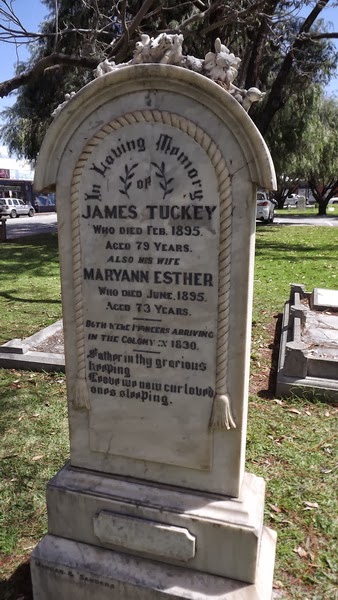 In Loving Memory
of
JAMES TUCKEY
WHO DIED FEB. 1895.
AGED 79 YEARS.
ALSO HIS WIFE
MARYANN ESTHER
WHO DIED JUNE. 1895.
AGED 73 YEARS.
BOTH WERE PIONEERS ARRIVING
IN THE COLONY IN 1830.
Father in thy gracious
keeping
Leave we now our loved
ones sleeping.